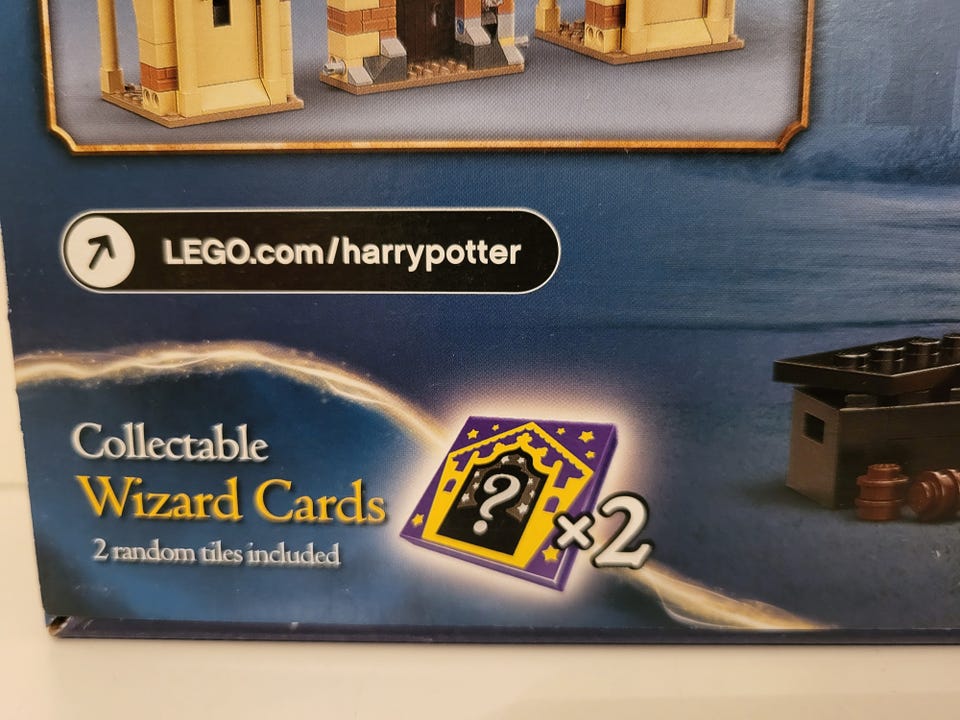 LEGO.com/harrypotter
Collectable
Wizard Cards
2 random tiles included
?
×2